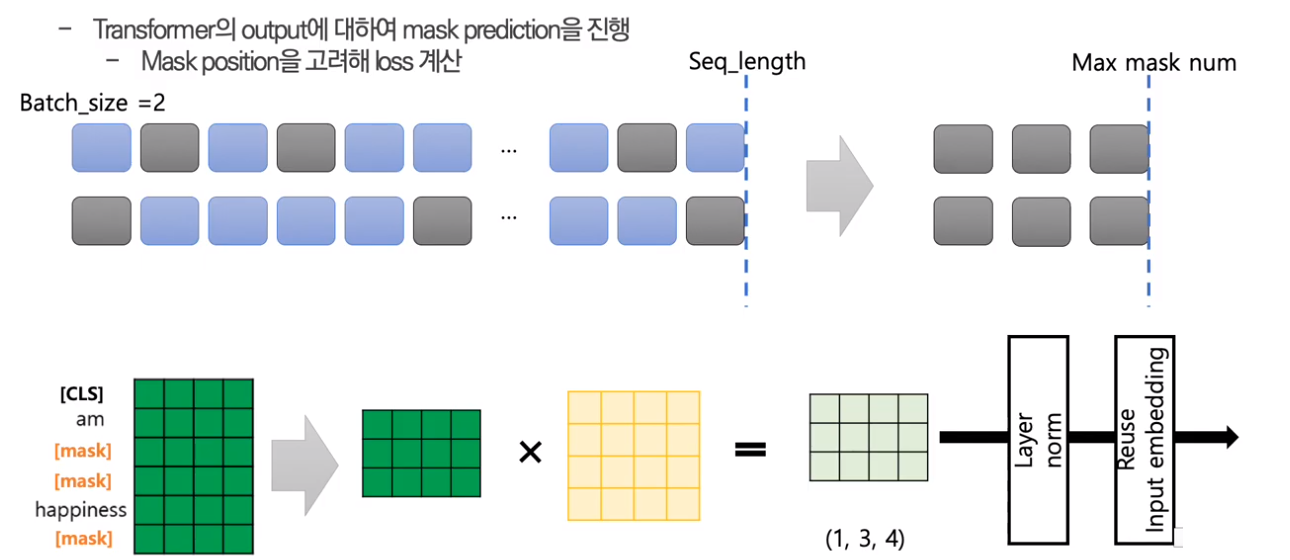 - Transformer의 output에 대하여 mask prediction을 진행
- Mask position을 고려해 loss 계산
Seq_length
Max mask num
Batch_size =2
...
...
[CLS]
am
[mask]
[mask]
happiness
[mask]
×
=
(1, 3, 4)
Layer
norm
Reuse
Input embedding